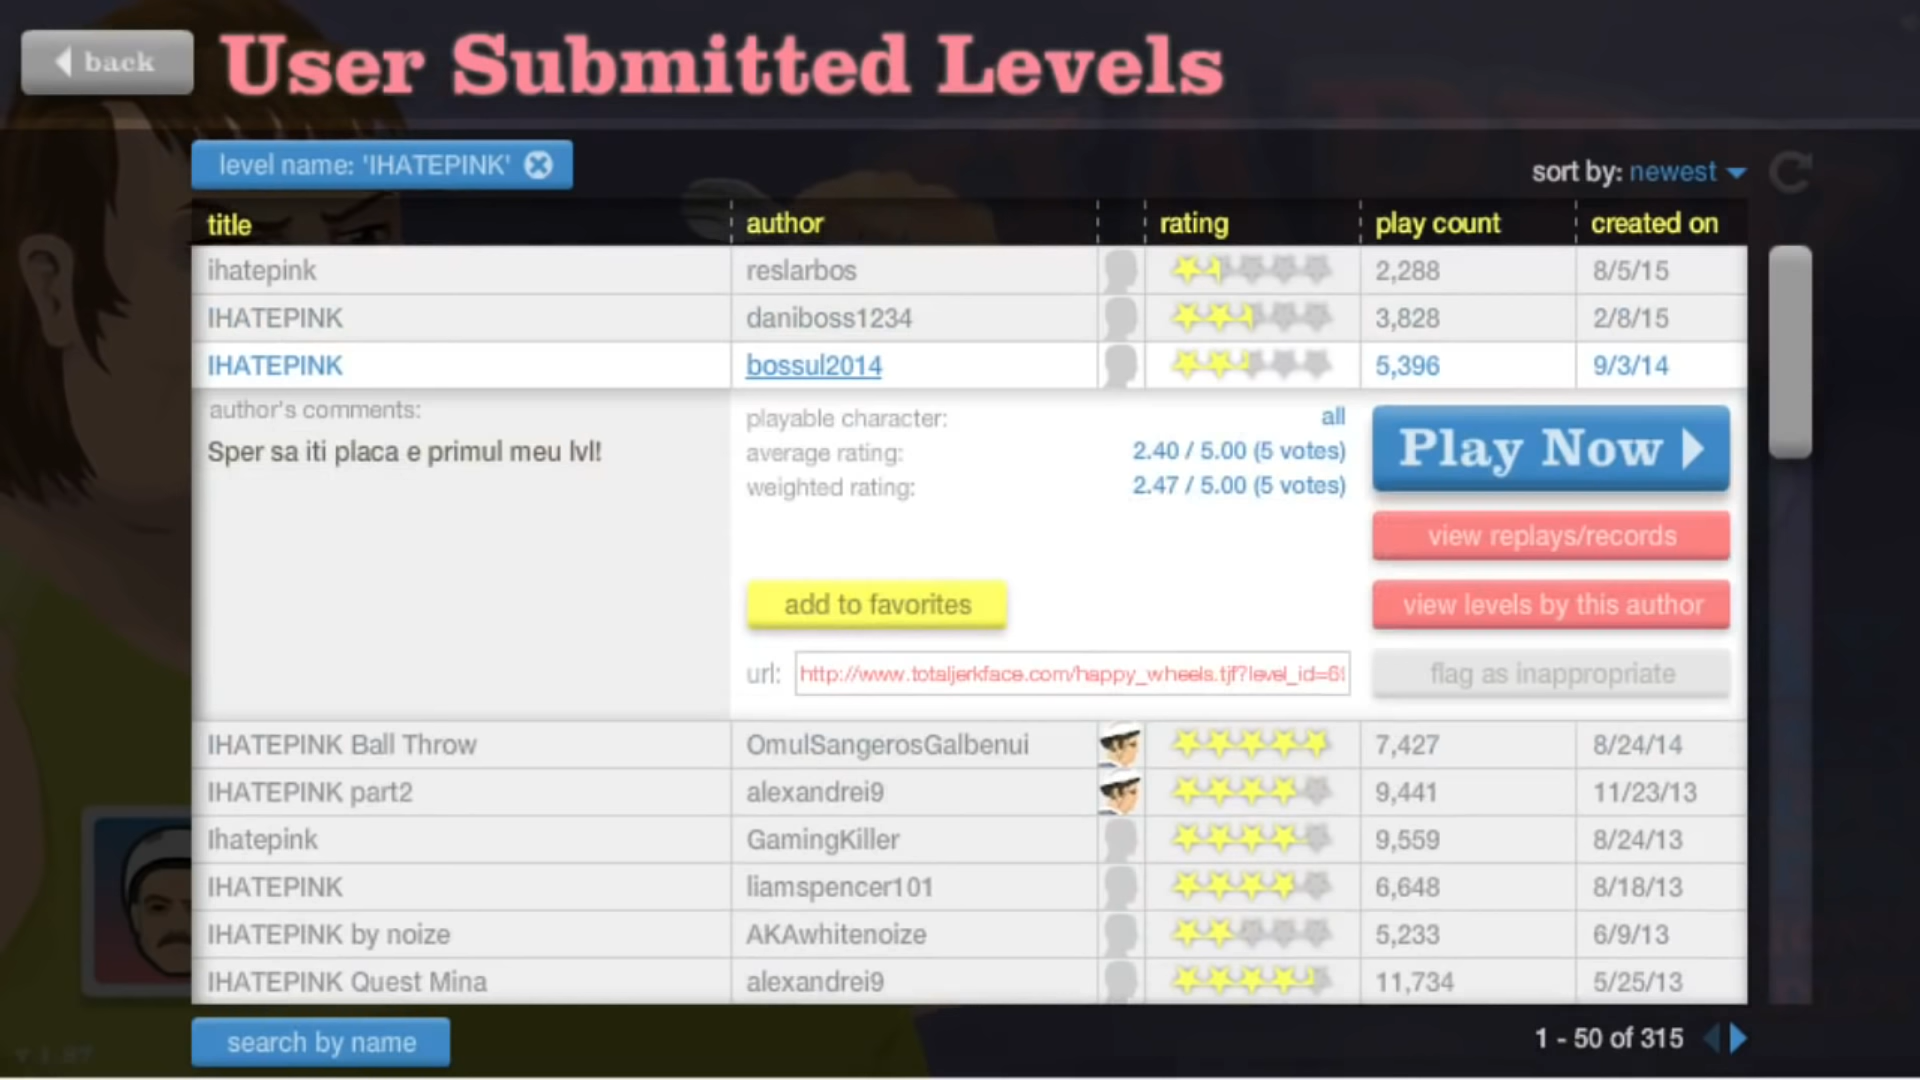 back
User Submitted Levels
level name: 'IHATEPINK'
sort by: newest
title author rating play count created on
ihatepink reslarbos 2,288 8/5/15
IHATEPINK daniboss1234 3,828 2/8/15
IHATEPINK bossul2014 5,396 9/3/14
author's comments:
Sper sa iti placa e primul meu lvl!
playable character: all
average rating: 2.40 / 5.00 (5 votes)
weighted rating: 2.47 / 5.00 (5 votes)
Play Now
view replays/records
add to favorites
view levels by this author
url: http://www.totaljerkface.com/happy_wheels.tjf?level_id=6
flag as inappropriate
IHATEPINK Ball Throw OmulSangerosGalbenui 7,427 8/24/14
IHATEPINK part2 alexandrei9 9,441 11/23/13
Ihatepink GamingKiller 9,559 8/24/13
IHATEPINK liamspencer101 6,648 8/18/13
IHATEPINK by noize AKAwhitenoize 5,233 6/9/13
IHATEPINK Quest Mina alexandrei9 11,734 5/25/13
search by name
1 - 50 of 315